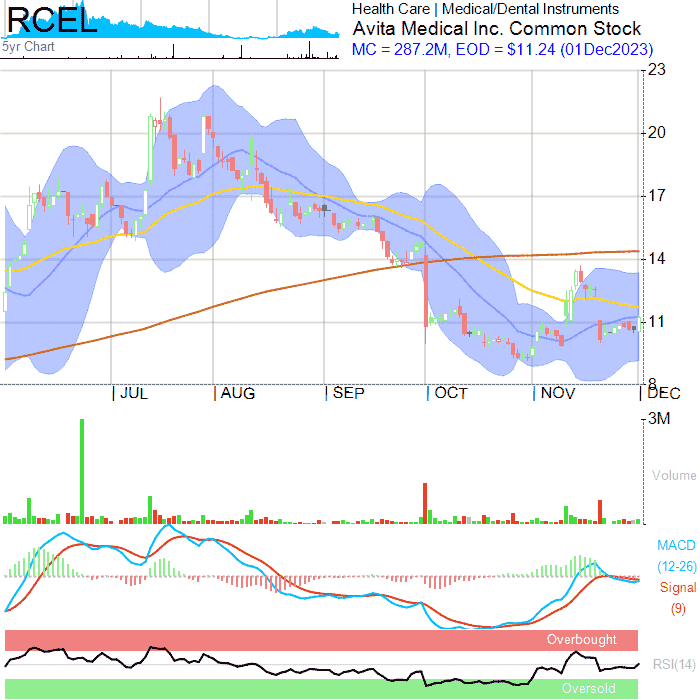 RCEL
5yr Chart
Health Care | Medical/Dental Instruments
Avita Medical Inc. Common Stock
MC = 287.2M, EOD = $11.24 (01Dec2023)
23
20
17
14
11
8
JUL AUG SEP OCT NOV DEC
3M
Volume
MACD
(12-26)
Signal
(9)
Overbought
RSI(14)
Oversold